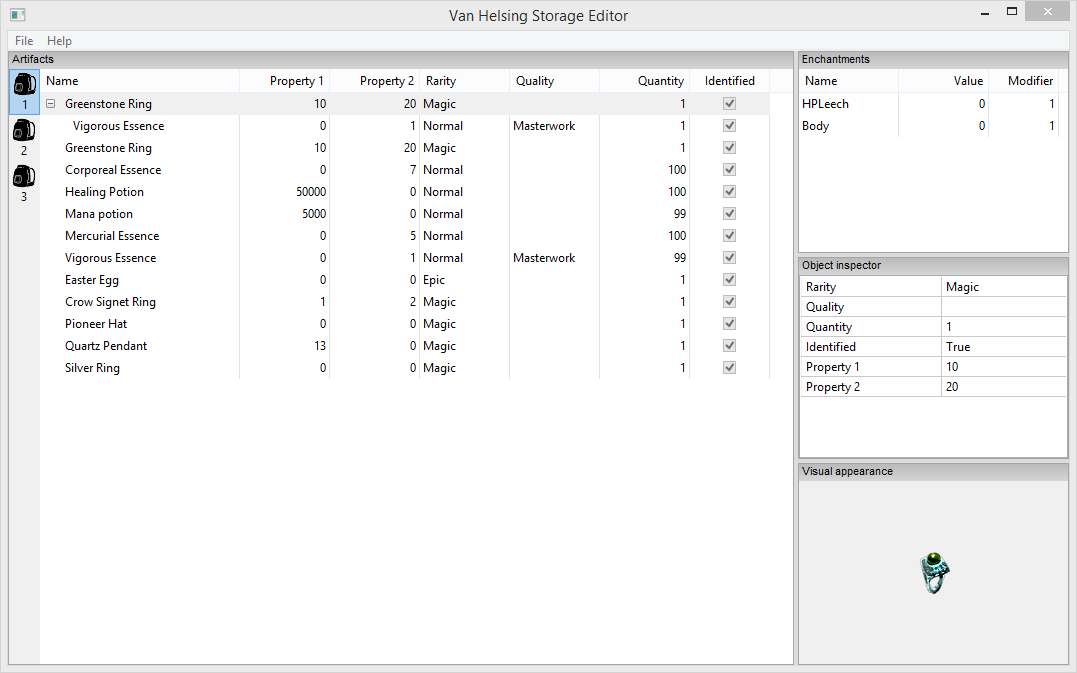 Van Helsing Storage Editor
File Help
Artifacts
1
2
3
Name Property 1 Property 2 Rarity Quality Quantity Identified
Greenstone Ring 10 20 Magic 1
Vigorous Essence 0 1 Normal Masterwork 1
Greenstone Ring 10 20 Magic 1
Corporeal Essence 0 7 Normal 100
Healing Potion 50000 0 Normal 100
Mana potion 5000 0 Normal 99
Mercurial Essence 0 5 Normal 100
Vigorous Essence 0 1 Normal Masterwork 99
Easter Egg 0 0 Epic 1
Crow Signet Ring 1 2 Magic 1
Pioneer Hat 0 0 Magic 1
Quartz Pendant 13 0 Magic 1
Silver Ring 0 0 Magic 1
Enchantments
Name Value Modifier
HPLeech 0 1
Body 0 1
Object inspector
Rarity Magic
Quality
Quantity 1
Identified True
Property 1 10
Property 2 20
Visual appearance